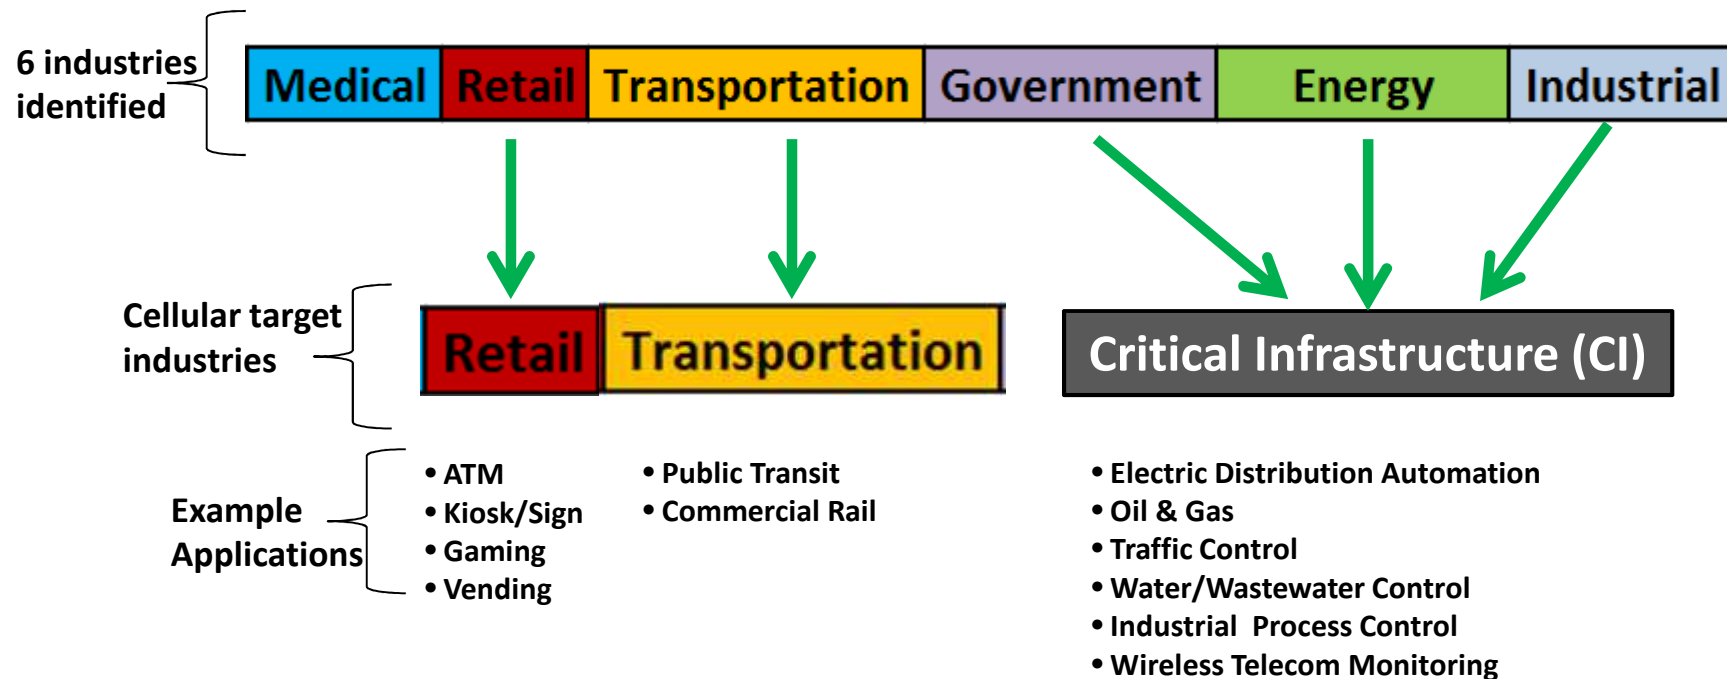 6 industries
identified
Medical Retail Transportation Government Energy Industrial
Cellular target
industries
Retail Transportation Critical Infrastructure (CI)
Example
Applications
• ATM
• Kiosk/Sign
• Gaming
• Vending
• Public Transit
• Commercial Rail
• Electric Distribution Automation
• Oil & Gas
• Traffic Control
• Water/Wastewater Control
• Industrial Process Control
• Wireless Telecom Monitoring